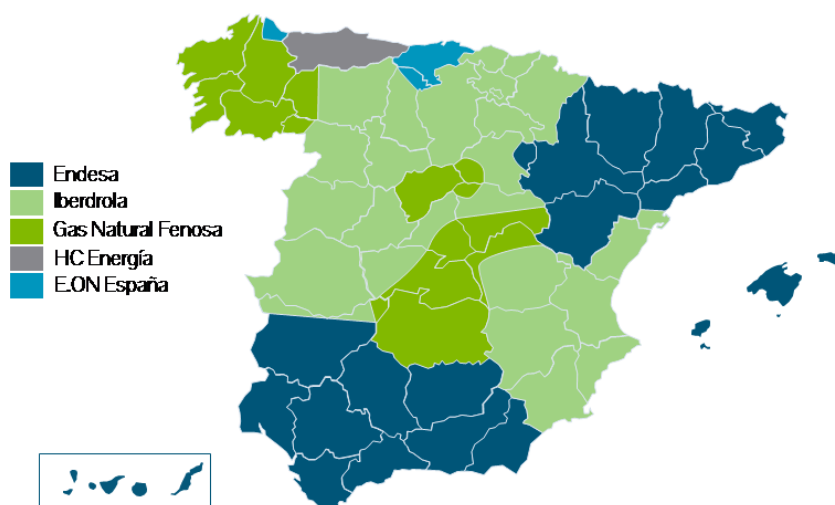 Endesa
Iberdrola
Gas Natural Fenosa
HC Energía
E.ON España